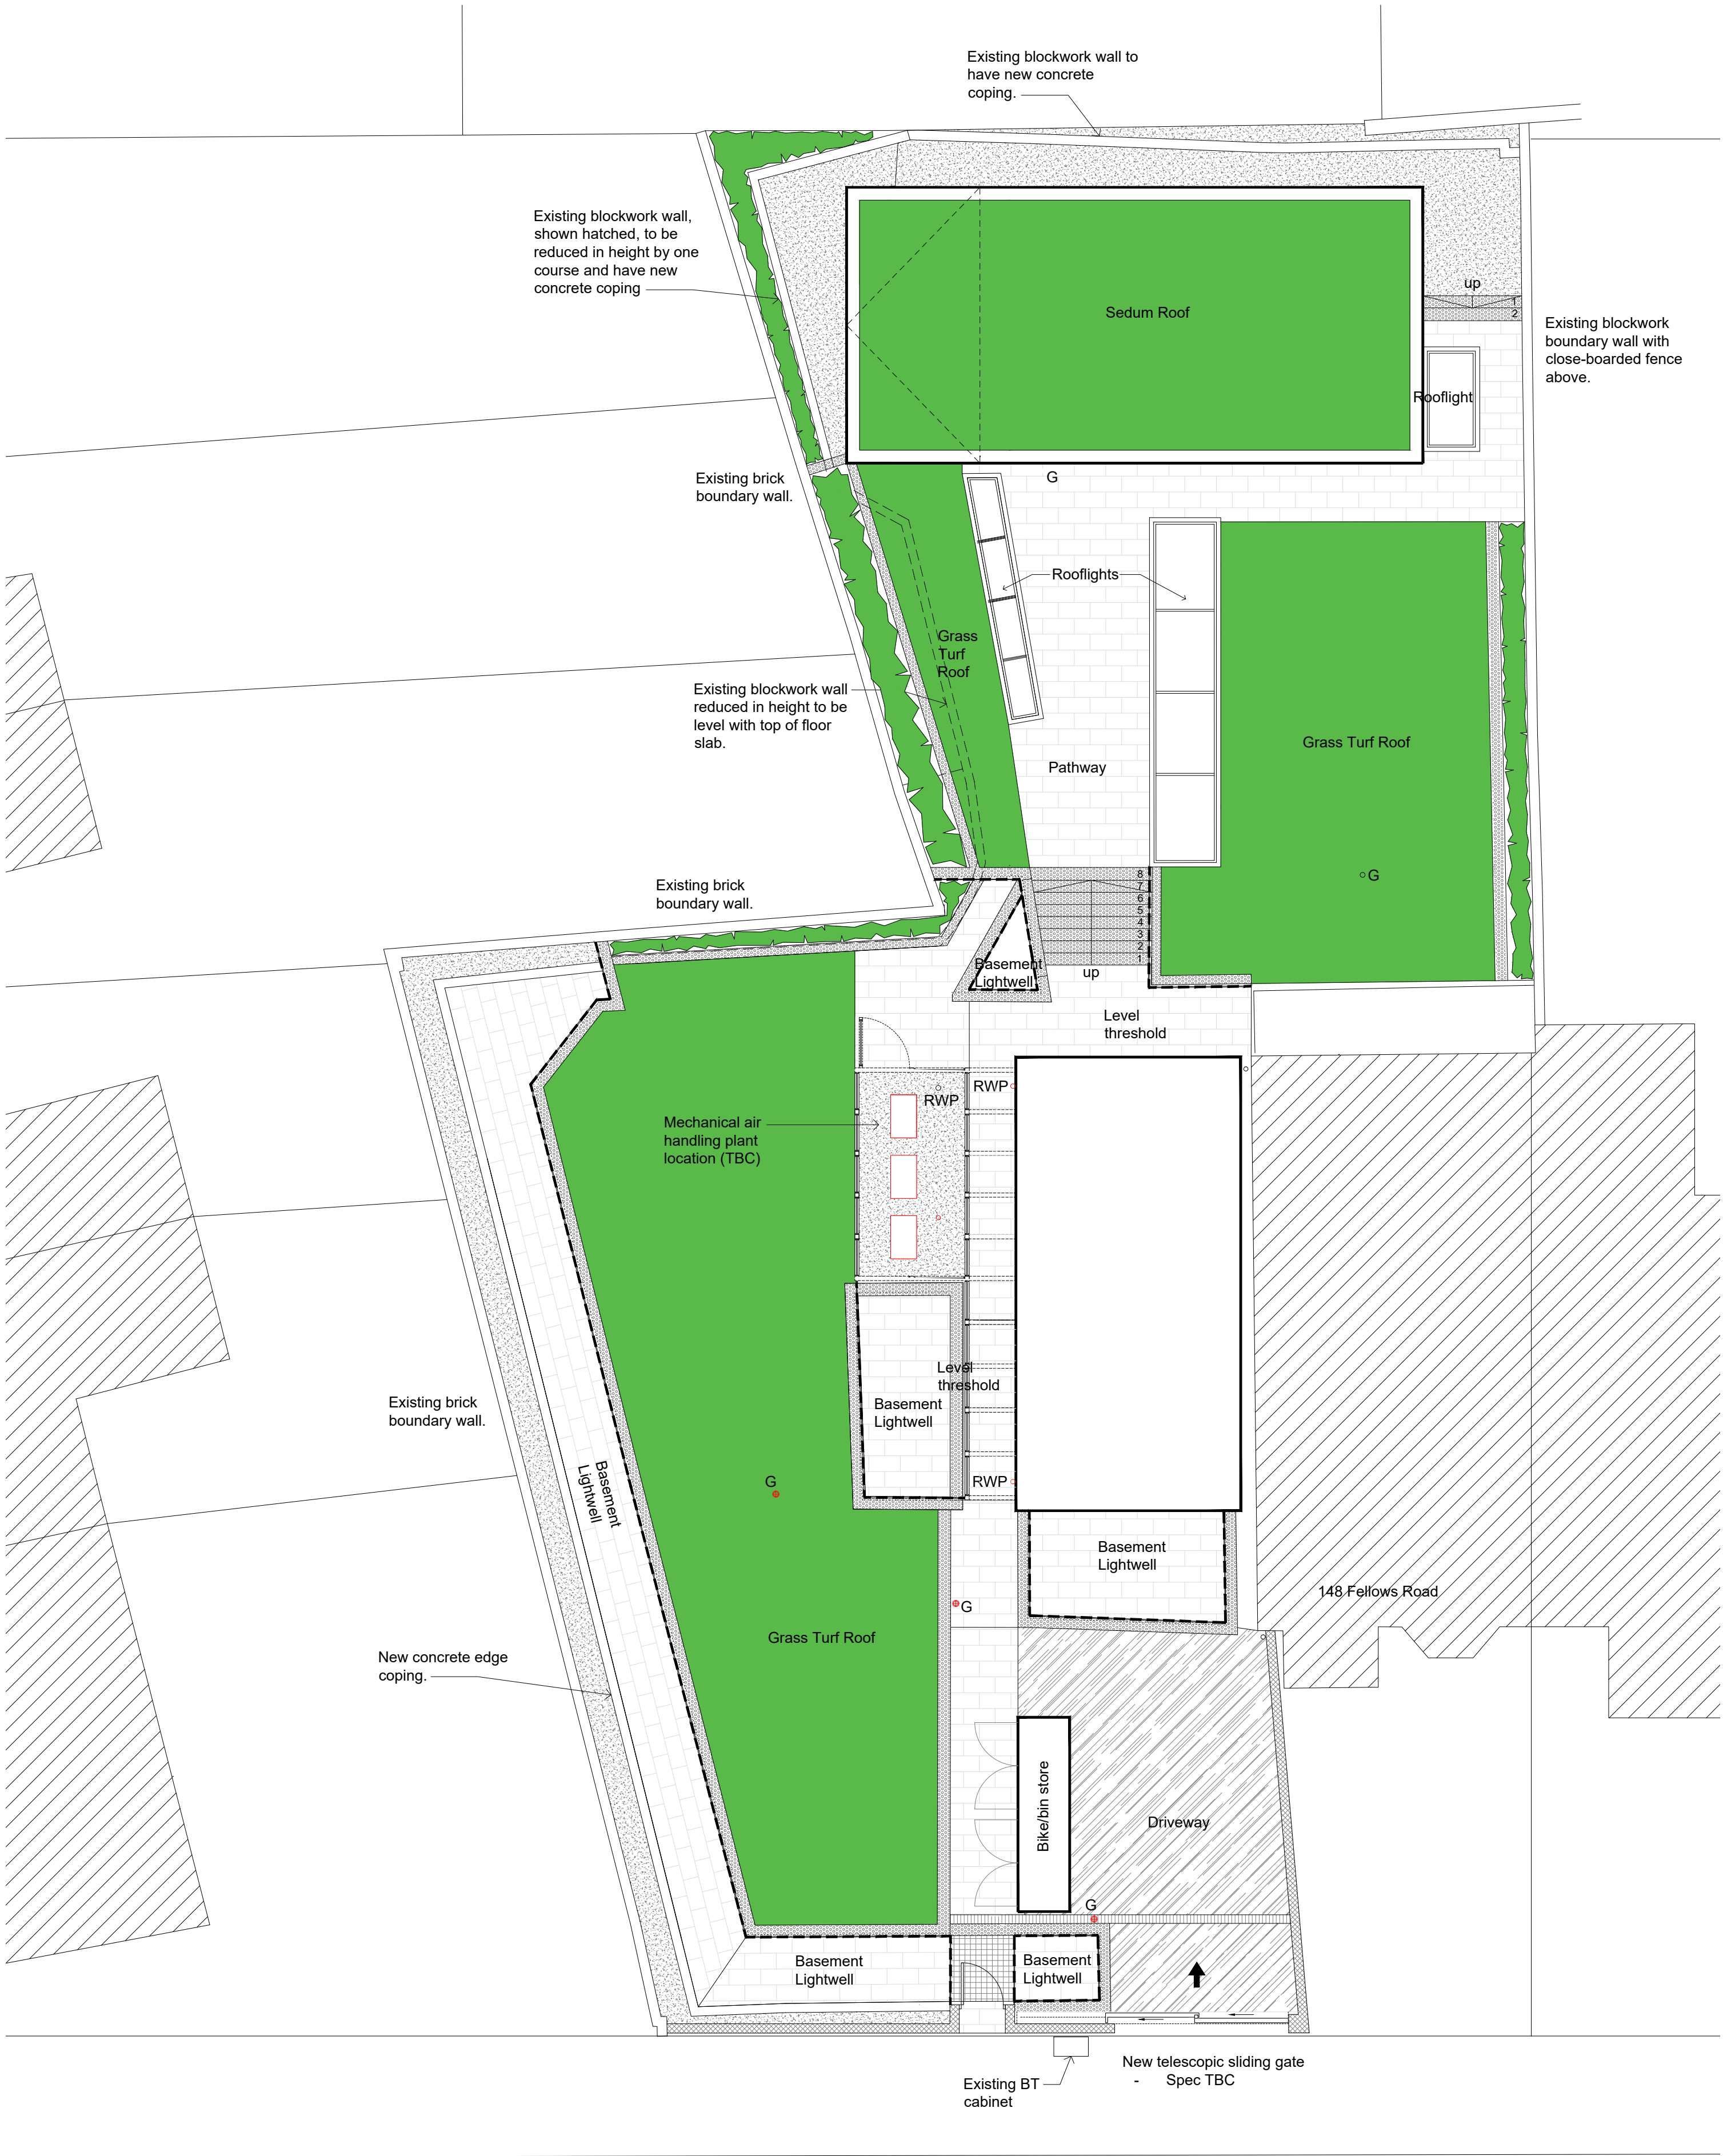 Existing blockwork wall to
have new concrete
coping.
Existing blockwork wall,
shown hatched, to be
reduced in height by one
course and have new
concrete coping
up
1
2
Sedum Roof
Existing blockwork
boundary wall with
close-boarded fence
above.
Rooflight
Existing brick
boundary wall.
G
Rooflights
Grass
Turf
Roof
Existing blockwork wall
reduced in height to be
level with top of floor
slab.
Grass Turf Roof
Pathway
Existing brick
boundary wall.
8
7
6
5
4
3
2
1
G
Basement
Lightwell
up
Level
threshold
RWP
RWP
Mechanical air
handling plant
location (TBC)
Level
threshold
Existing brick
boundary wall.
Basement
Lightwell
Basement
Lightwell
G
RWP
Basement
Lightwell
148 Fellows Road
G
Grass Turf Roof
New concrete edge
coping.
Bike/bin store
Driveway
G
Basement
Lightwell
Basement
Lightwell
New telescopic sliding gate
- Spec TBC
Existing BT
cabinet